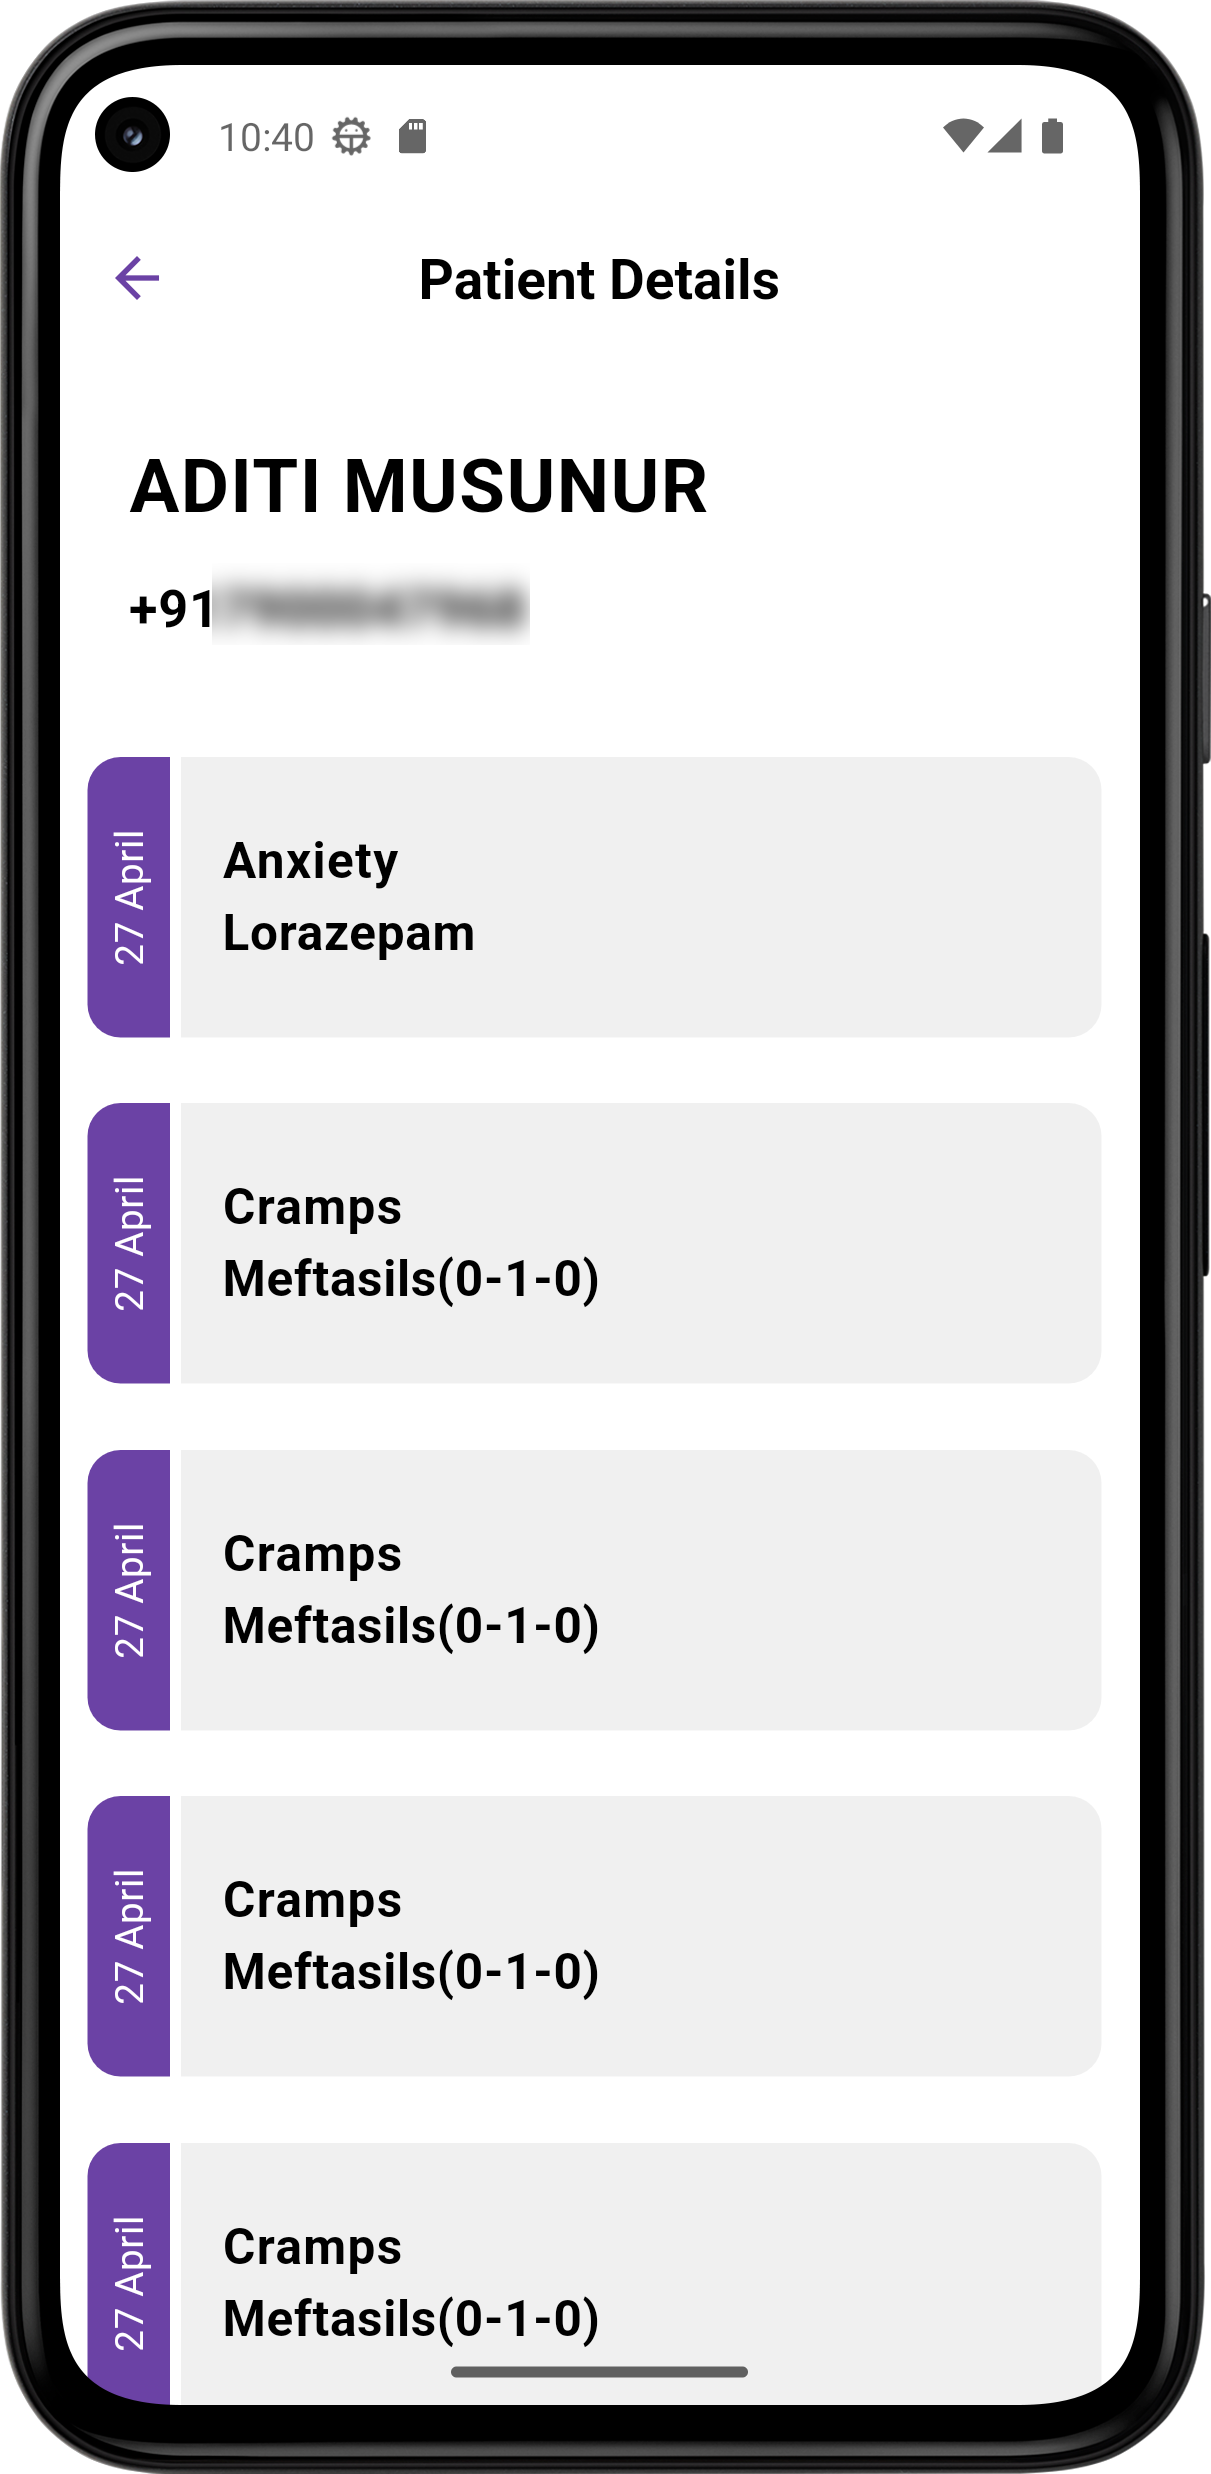 10:40
Patient Details
ADITI MUSUNUR
+91
27 April
Anxiety
Lorazepam
27 April
Cramps
Meftasils(0-1-0)
27 April
Cramps
Meftasils(0-1-0)
27 April
Cramps
Meftasils(0-1-0)
27 April
Cramps
Meftasils(0-1-0)